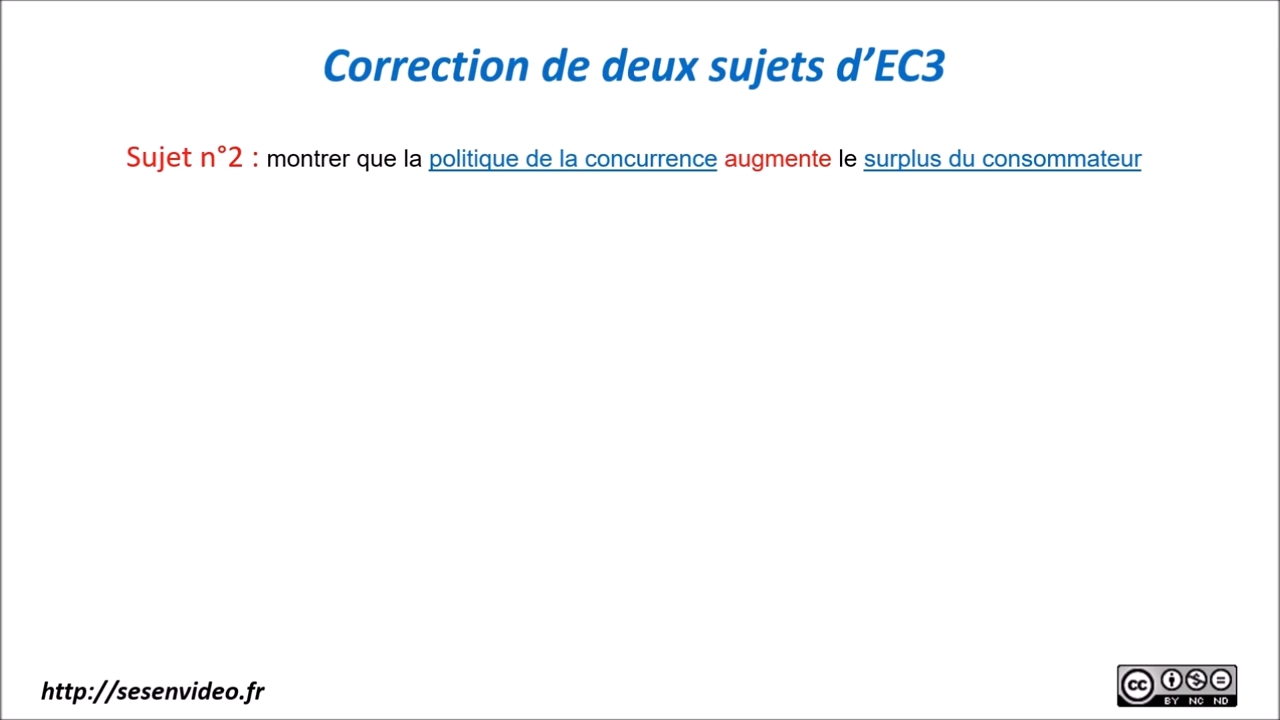 Correction de deux sujets d’EC3
Sujet n°2 : montrer que la politique de la concurrence augmente le surplus du consommateur
http://sesenvideo.fr
cc
BY NC ND